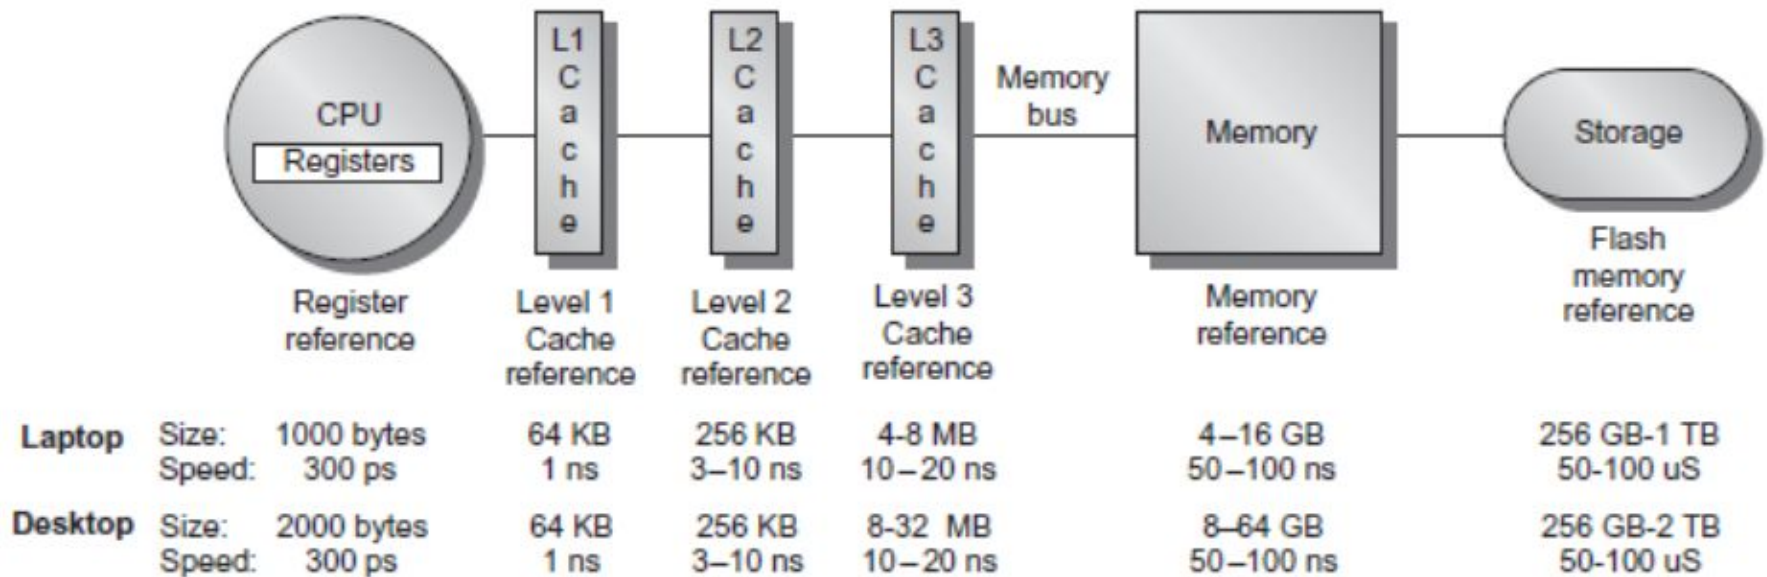 CPU
Registers
L1
C
a
c
h
e
L2
C
a
c
h
e
L3
C
a
c
h
e
Memory
bus
Memory
Storage
Register
reference
Level 1
Cache
reference
Level 2
Cache
reference
Level 3
Cache
reference
Memory
reference
Flash
memory
reference
Laptop Size: 1000 bytes 64 KB 256 KB 4-8 MB 4–16 GB 256 GB-1 TB
Speed: 300 ps 1 ns 3–10 ns 10–20 ns 50–100 ns 50-100 uS
Desktop Size: 2000 bytes 64 KB 256 KB 8-32 MB 8–64 GB 256 GB-2 TB
Speed: 300 ps 1 ns 3–10 ns 10–20 ns 50–100 ns 50-100 uS